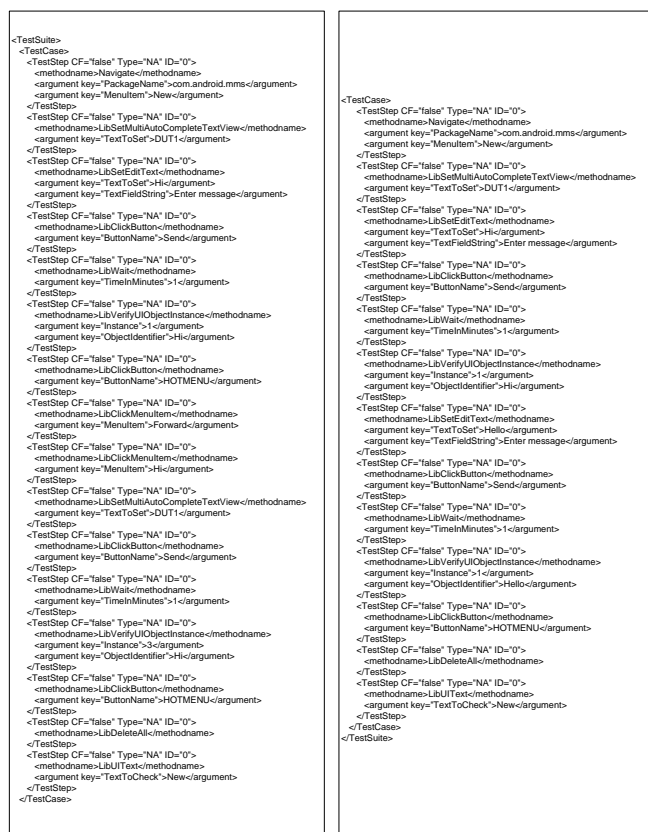 <TestSuite>
<TestCase>
<TestStep CF="false" Type="NA" ID="0">
<methodname>Navigate</methodname>
<argument key="PackageName">com.android.mms</argument>
<argument key="MenuItem">New</argument>
</TestStep>
<TestStep CF="false" Type="NA" ID="0">
<methodname>LibSetMultiAutoCompleteTextView</methodname>
<argument key="TextToSet">DUT1</argument>
</TestStep>
<TestStep CF="false" Type="NA" ID="0">
<methodname>LibSetEditText</methodname>
<argument key="TextToSet">Hi</argument>
<argument key="TextFieldString">Enter message</argument>
</TestStep>
<TestStep CF="false" Type="NA" ID="0">
<methodname>LibClickButton</methodname>
<argument key="ButtonName">Send</argument>
</TestStep>
<TestStep CF="false" Type="NA" ID="0">
<methodname>LibWait</methodname>
<argument key="TimeInMinutes">1</argument>
</TestStep>
<TestStep CF="false" Type="NA" ID="0">
<methodname>LibVerifyUIObjectInstance</methodname>
<argument key="Instance">1</argument>
<argument key="ObjectIdentifier">Hi</argument>
</TestStep>
<TestStep CF="false" Type="NA" ID="0">
<methodname>LibClickButton</methodname>
<argument key="ButtonName">HOTMENU</argument>
</TestStep>
<TestStep CF="false" Type="NA" ID="0">
<methodname>LibClickMenuItem</methodname>
<argument key="MenuItem">Forward</argument>
</TestStep>
<TestStep CF="false" Type="NA" ID="0">
<methodname>LibClickMenuItem</methodname>
<argument key="MenuItem">Hi</argument>
</TestStep>
<TestStep CF="false" Type="NA" ID="0">
<methodname>LibSetMultiAutoCompleteTextView</methodname>
<argument key="TextToSet">DUT1</argument>
</TestStep>
<TestStep CF="false" Type="NA" ID="0">
<methodname>LibClickButton</methodname>
<argument key="ButtonName">Send</argument>
</TestStep>
<TestStep CF="false" Type="NA" ID="0">
<methodname>LibWait</methodname>
<argument key="TimeInMinutes">1</argument>
</TestStep>
<TestStep CF="false" Type="NA" ID="0">
<methodname>LibVerifyUIObjectInstance</methodname>
<argument key="Instance">3</argument>
<argument key="ObjectIdentifier">Hi</argument>
</TestStep>
<TestStep CF="false" Type="NA" ID="0">
<methodname>LibClickButton</methodname>
<argument key="ButtonName">HOTMENU</argument>
</TestStep>
<TestStep CF="false" Type="NA" ID="0">
<methodname>LibDeleteAll</methodname>
</TestStep>
<TestStep CF="false" Type="NA" ID="0">
<methodname>LibUIText</methodname>
<argument key="TextToCheck">New</argument>
</TestStep>
</TestCase>
<TestCase>
<TestStep CF="false" Type="NA" ID="0">
<methodname>Navigate</methodname>
<argument key="PackageName">com.android.mms</argument>
<argument key="MenuItem">New</argument>
</TestStep>
<TestStep CF="false" Type="NA" ID="0">
<methodname>LibSetMultiAutoCompleteTextView</methodname>
<argument key="TextToSet">DUT1</argument>
</TestStep>
<TestStep CF="false" Type="NA" ID="0">
<methodname>LibSetEditText</methodname>
<argument key="TextToSet">Hi</argument>
<argument key="TextFieldString">Enter message</argument>
</TestStep>
<TestStep CF="false" Type="NA" ID="0">
<methodname>LibClickButton</methodname>
<argument key="ButtonName">Send</argument>
</TestStep>
<TestStep CF="false" Type="NA" ID="0">
<methodname>LibWait</methodname>
<argument key="TimeInMinutes">1</argument>
</TestStep>
<TestStep CF="false" Type="NA" ID="0">
<methodname>LibVerifyUIObjectInstance</methodname>
<argument key="Instance">1</argument>
<argument key="ObjectIdentifier">Hi</argument>
</TestStep>
<TestStep CF="false" Type="NA" ID="0">
<methodname>LibSetEditText</methodname>
<argument key="TextToSet">Hello</argument>
<argument key="TextFieldString">Enter message</argument>
</TestStep>
<TestStep CF="false" Type="NA" ID="0">
<methodname>LibClickButton</methodname>
<argument key="ButtonName">Send</argument>
</TestStep>
<TestStep CF="false" Type="NA" ID="0">
<methodname>LibWait</methodname>
<argument key="TimeInMinutes">1</argument>
</TestStep>
<TestStep CF="false" Type="NA" ID="0">
<methodname>LibVerifyUIObjectInstance</methodname>
<argument key="Instance">1</argument>
<argument key="ObjectIdentifier">Hello</argument>
</TestStep>
<TestStep CF="false" Type="NA" ID="0">
<methodname>LibClickButton</methodname>
<argument key="ButtonName">HOTMENU</argument>
</TestStep>
<TestStep CF="false" Type="NA" ID="0">
<methodname>LibDeleteAll</methodname>
</TestStep>
<TestStep CF="false" Type="NA" ID="0">
<methodname>LibUIText</methodname>
<argument key="TextToCheck">New</argument>
</TestStep>
</TestCase>
</TestSuite>